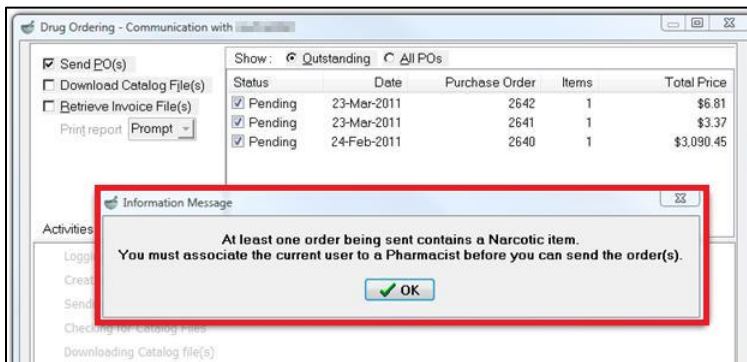 Drug Ordering - Communication with
Send PO(s)
Download Catalog File(s)
Retrieve Invoice File(s)
Print report Prompt
Show: Outstanding All POs
Status Date Purchase Order Items Total Price
Pending 23-Mar-2011 2642 1 $6.81
Pending 23-Mar-2011 2641 1 $3.37
Pending 24-Feb-2011 2640 1 $3,090.45
Information Message
At least one order being sent contains a Narcotic item.
You must associate the current user to a Pharmacist before you can send the order(s).
OK
Activities
Checking for Catalog Files
Downloading Catalog file(s)